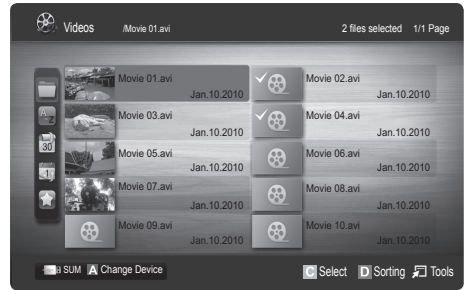 Videos /Movie 01.avi 2 files selected 1/1 Page
Movie 01.avi Movie 02.avi
Jan.10.2010 Jan.10.2010
Movie 03.avi Movie 04.avi
Jan.10.2010 Jan.10.2010
30 Movie 05.avi Movie 06.avi
Jan.10.2010 Jan.10.2010
1 Movie 07.avi Movie 08.avi
Jan.10.2010 Jan.10.2010
Movie 09.avi Movie 10.avi
Jan.10.2010 Jan.10.2010
SUM A Change Device C Select D Sorting Tools